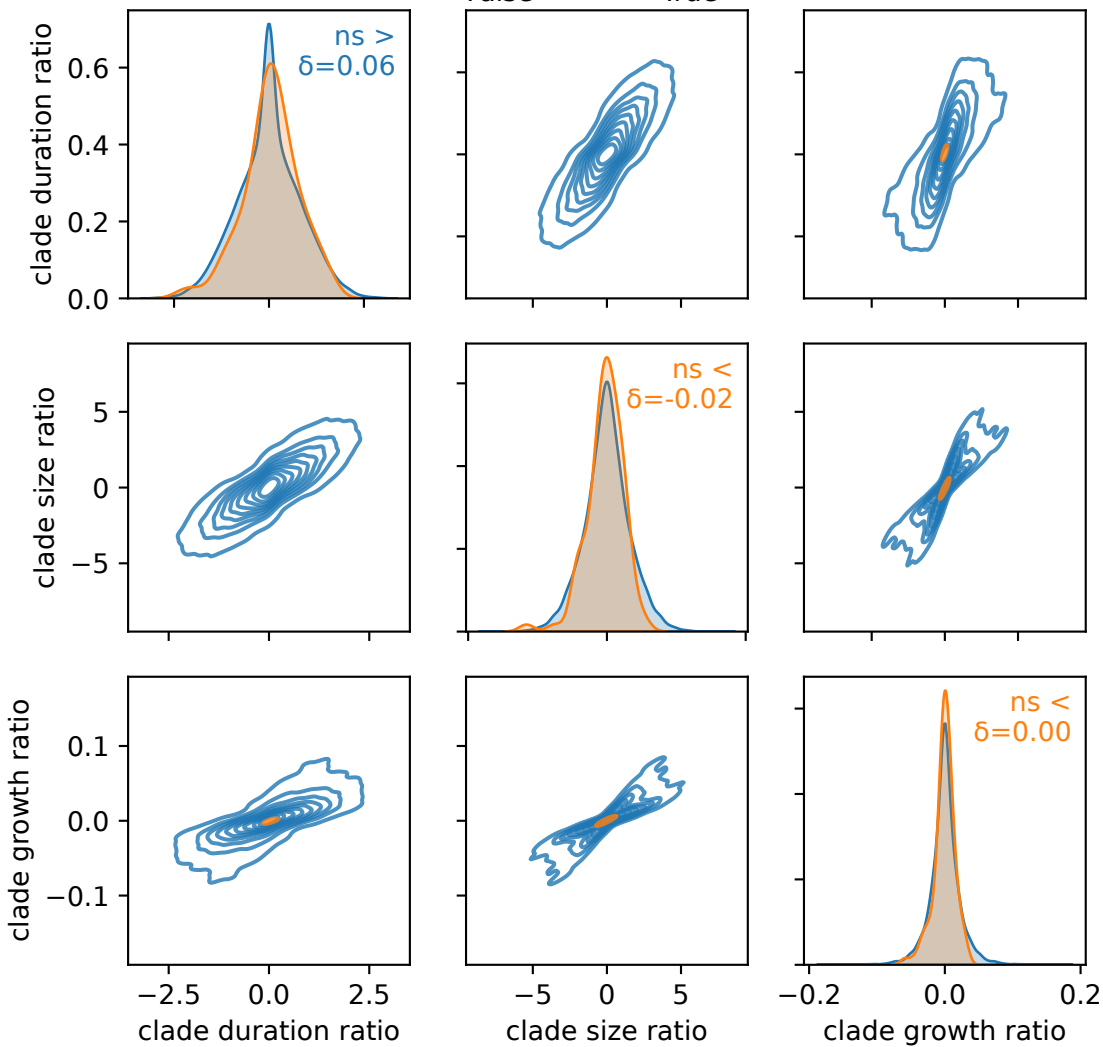 clade duration ratio
0.6
0.4
0.2
0.0
ns >
δ=0.06
clade size ratio
5
0
−5
ns <
δ=-0.02
clade growth ratio
0.1
0.0
−0.1
ns <
δ=0.00
−2.5 0.0 2.5
clade duration ratio
−5 0 5
clade size ratio
−0.2 0.0 0.2
clade growth ratio